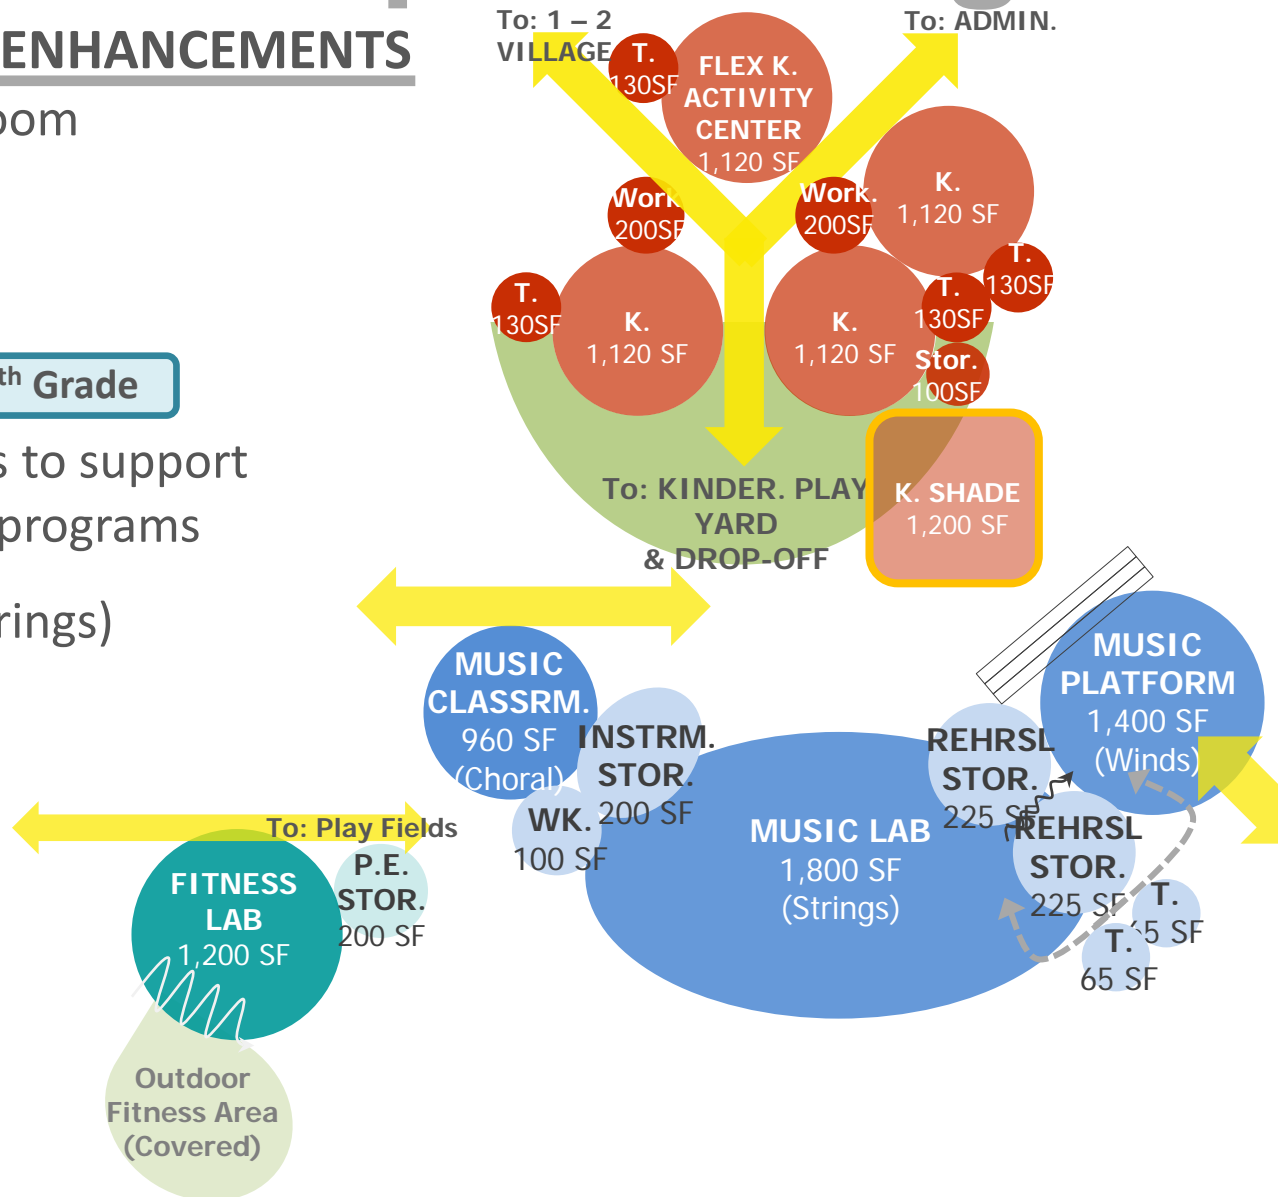 ENHANCEMENTS
oom
th Grade
s to support
programs
rings)
To: 1 – 2
VILLAGE
To: ADMIN.
T.
130SF
FLEX K.
ACTIVITY
CENTER
1,120 SF
Work.
200SF
Work.
200SF
K.
1,120 SF
T.
130SF
T.
130SF
K.
1,120 SF
K.
1,120 SF
T.
130SF
Stor.
100SF
To: KINDER. PLAY
YARD
& DROP-OFF
K. SHADE
1,200 SF
MUSIC
CLASSRM.
960 SF
(Choral)
INSTRM.
STOR.
200 SF
WK.
100 SF
MUSIC LAB
1,800 SF
(Strings)
REHRSL
STOR.
225 SF
REHRSL
STOR.
225 SF
MUSIC
PLATFORM
1,400 SF
(Winds)
T.
65 SF
T.
65 SF
To: Play Fields
P.E.
STOR.
200 SF
FITNESS
LAB
1,200 SF
Outdoor
Fitness Area
(Covered)